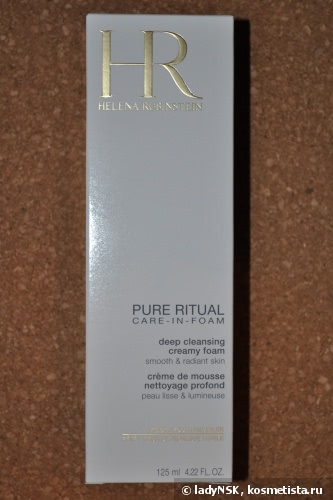 HR
HELENA RUBINSTEIN
PURE RITUAL
CARE-IN-FOAM
deep cleansing
creamy foam
smooth & radiant skin
crème de mousse
nettoyage profond
peau lisse & lumineuse
125 ml 4.22 FL. OZ.
© ladyNSK, kosmetista.ru